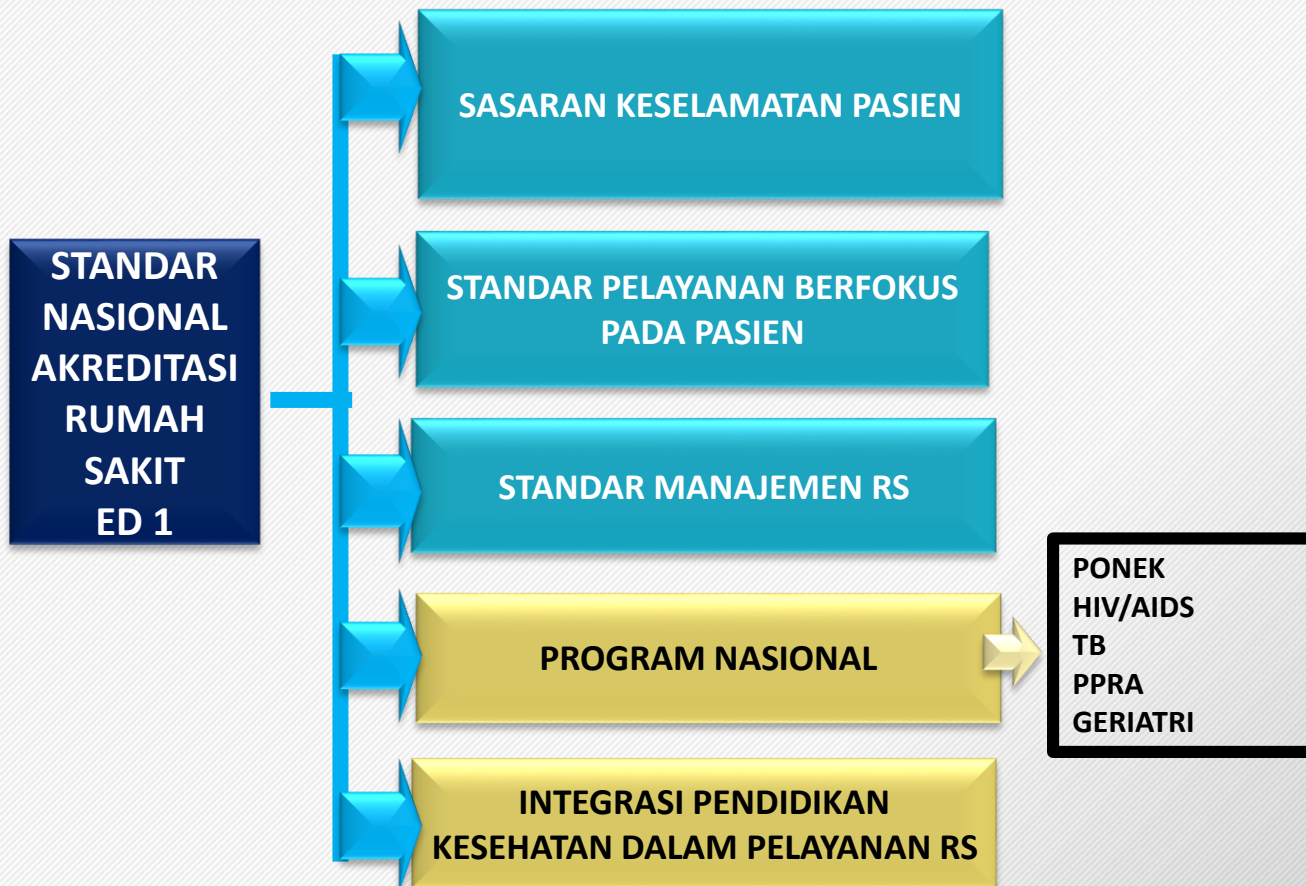 STANDAR
NASIONAL
AKREDITASI
RUMAH
SAKIT
ED 1
SASARAN KESELAMATAN PASIEN
STANDAR PELAYANAN BERFOKUS
PADA PASIEN
STANDAR MANAJEMEN RS
PROGRAM NASIONAL
PONEK
HIV/AIDS
TB
PPRA
GERIATRI
INTEGRASI PENDIDIKAN
KESEHATAN DALAM PELAYANAN RS